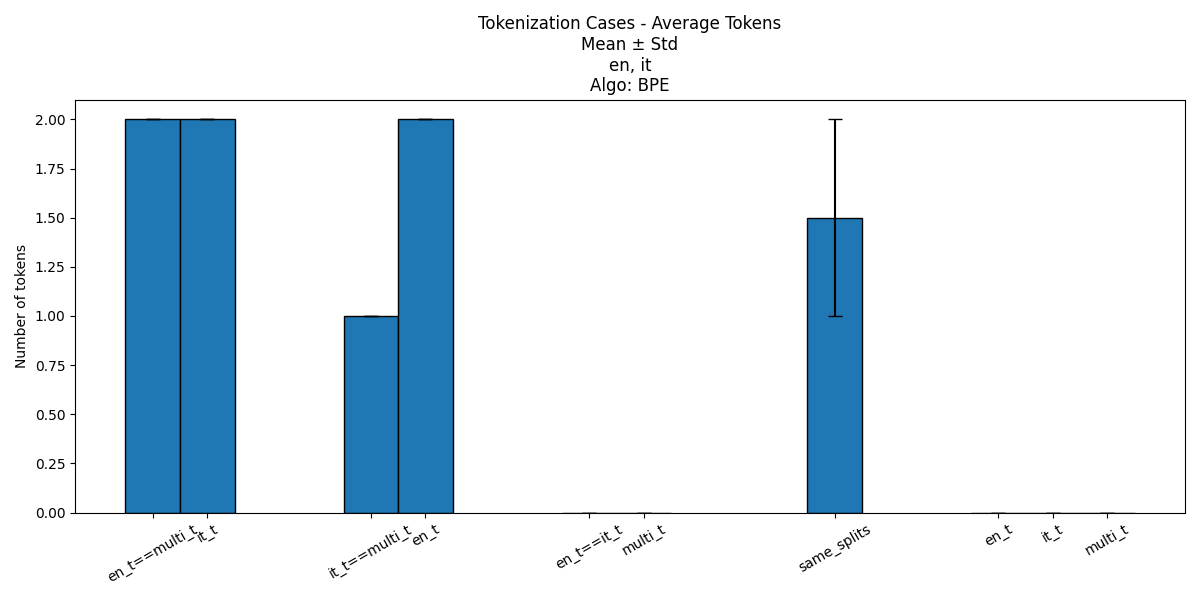 Tokenization Cases - Average Tokens
Mean ± Std
en, it
Algo: BPE
Number of tokens
2.00
1.75
1.50
1.25
1.00
0.75
0.50
0.25
0.00
en_t==multi_t
it_t
it_t==multi_t
en_t
en_t==it_t
multi_t
same_splits
en_t
it_t
multi_t